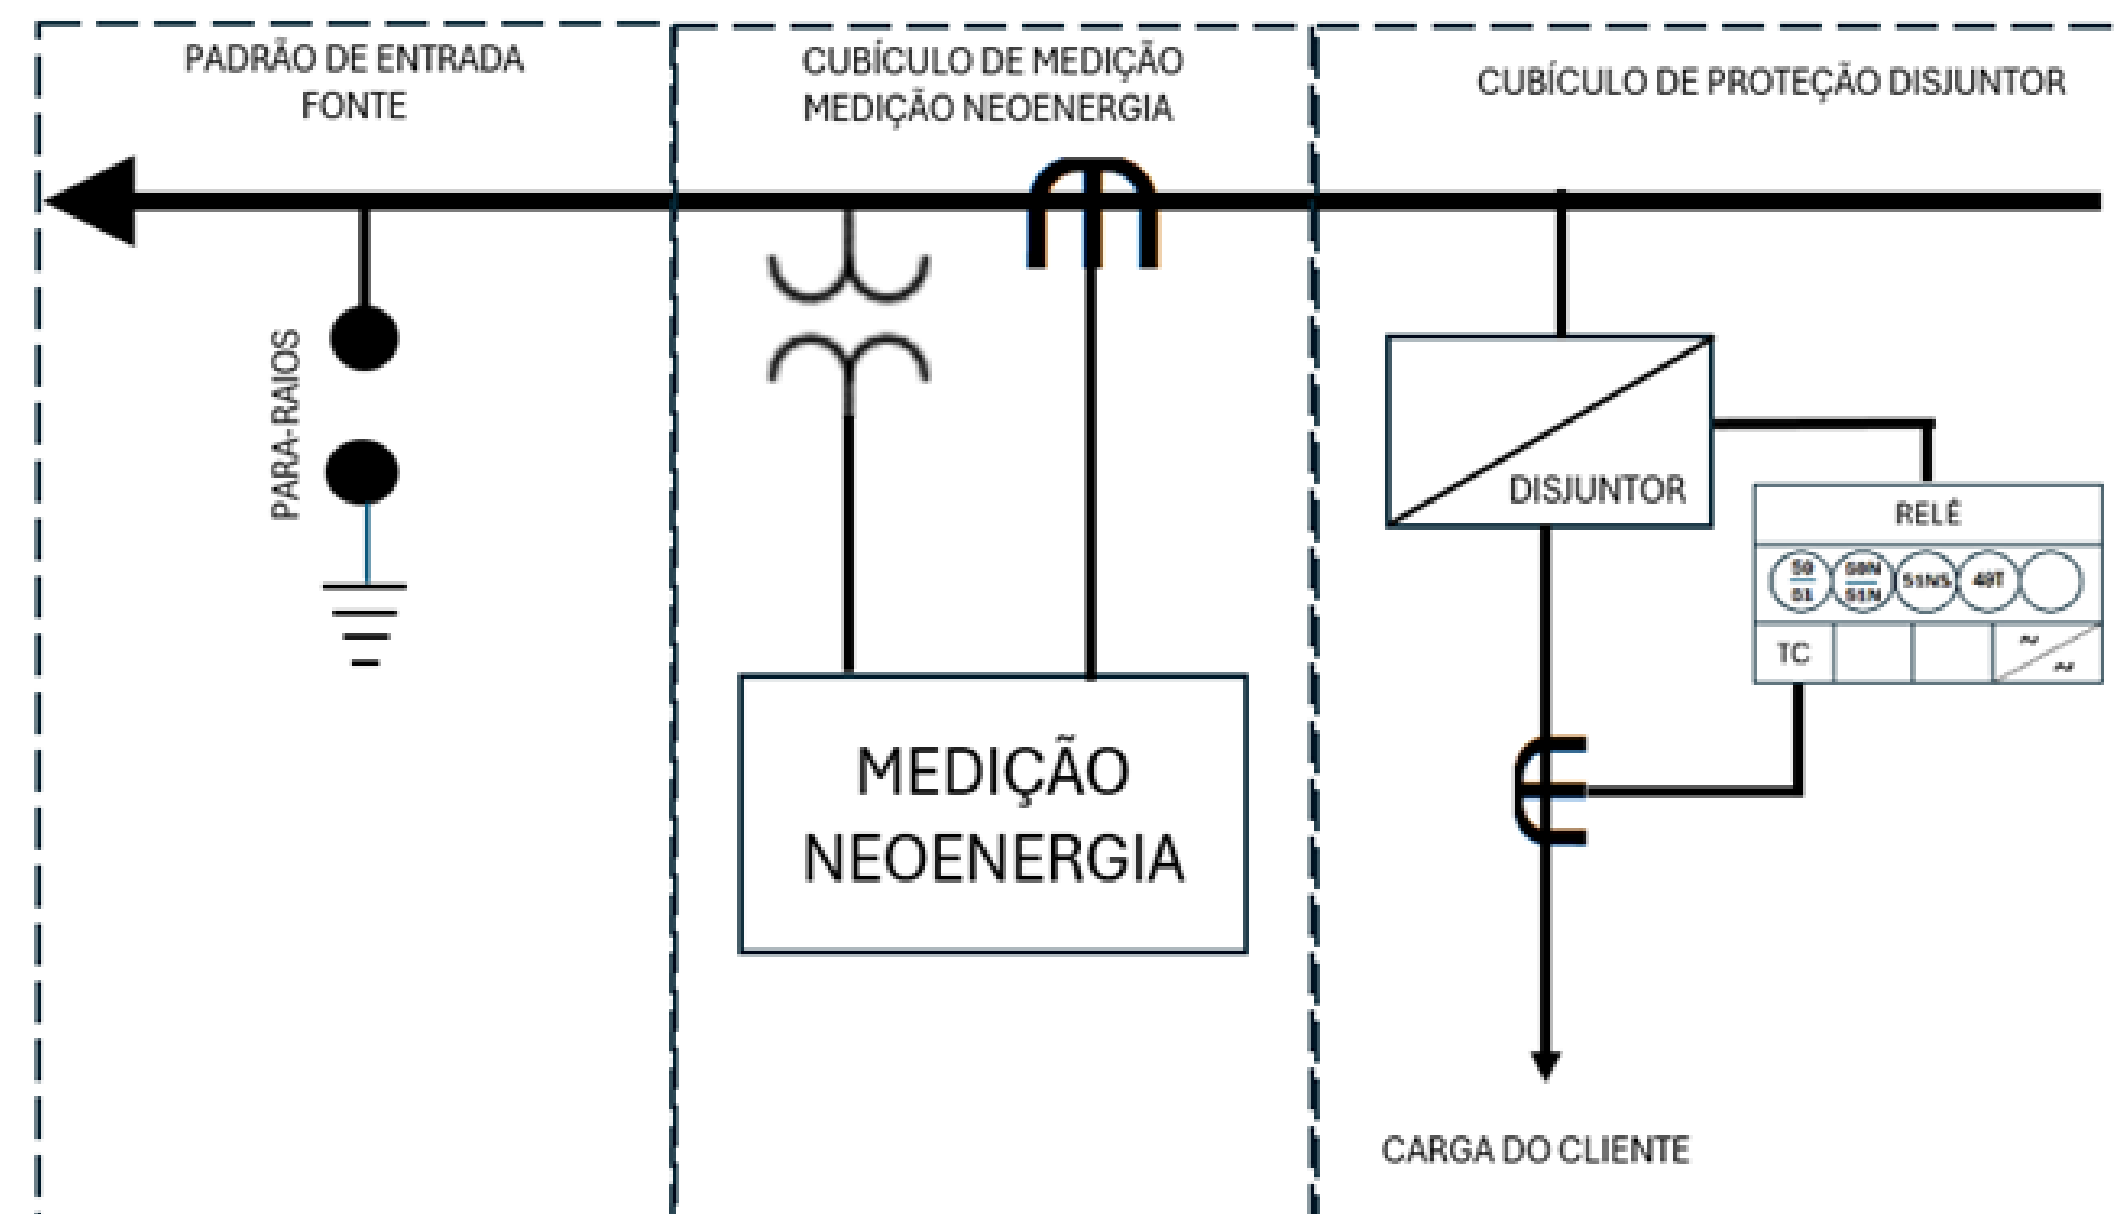 PADRÃO DE ENTRADA
FONTE
CUBÍCULO DE MEDIÇÃO
MEDIÇÃO NEOENERGIA
CUBÍCULO DE PROTEÇÃO DISJUNTOR
PARA-RAIOS
DISJUNTOR
RELÉ
50
51
50N
51N
51NS
TC
~
~
MEDIÇÃO
NEOENERGIA
CARGA DO CLIENTE